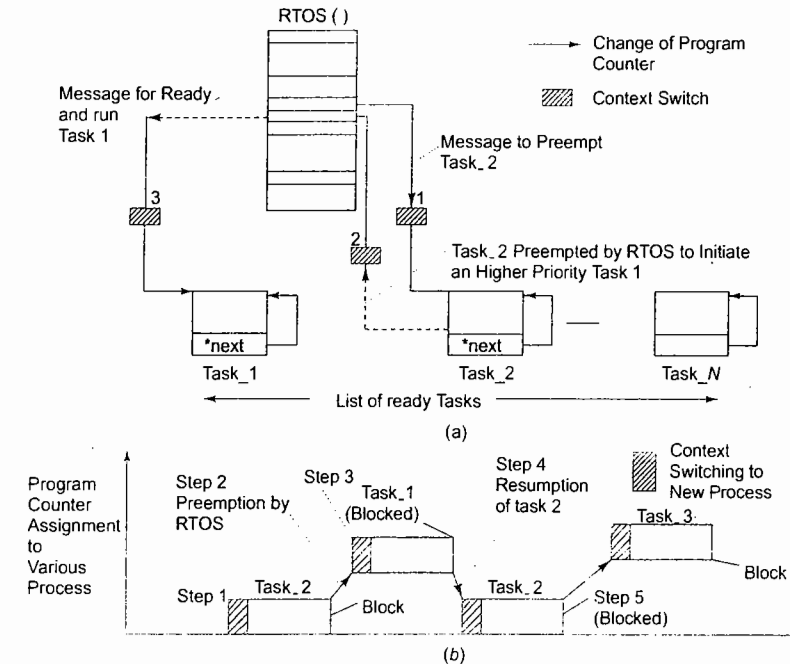 RTOS ( )
Change of Program
Counter
Context Switch
Message for Ready
and run
Task 1
Message to Preempt
Task_2
3
1
2
Task_2 Preempted by RTOS to Initiate
an Higher Priority Task 1
*next
*next
Task_1
Task_2
Task_N
List of ready Tasks
(a)
Program
Counter
Assignment
to
Various
Process
Step 2
Preemption by
RTOS
Step 3
Task_1
(Blocked)
Step 4
Resumption
of task 2
Context
Switching to
New Process
Step 1
Task_2
Block
Task_2
Step 5
(Blocked)
Task_3
Block
(b)